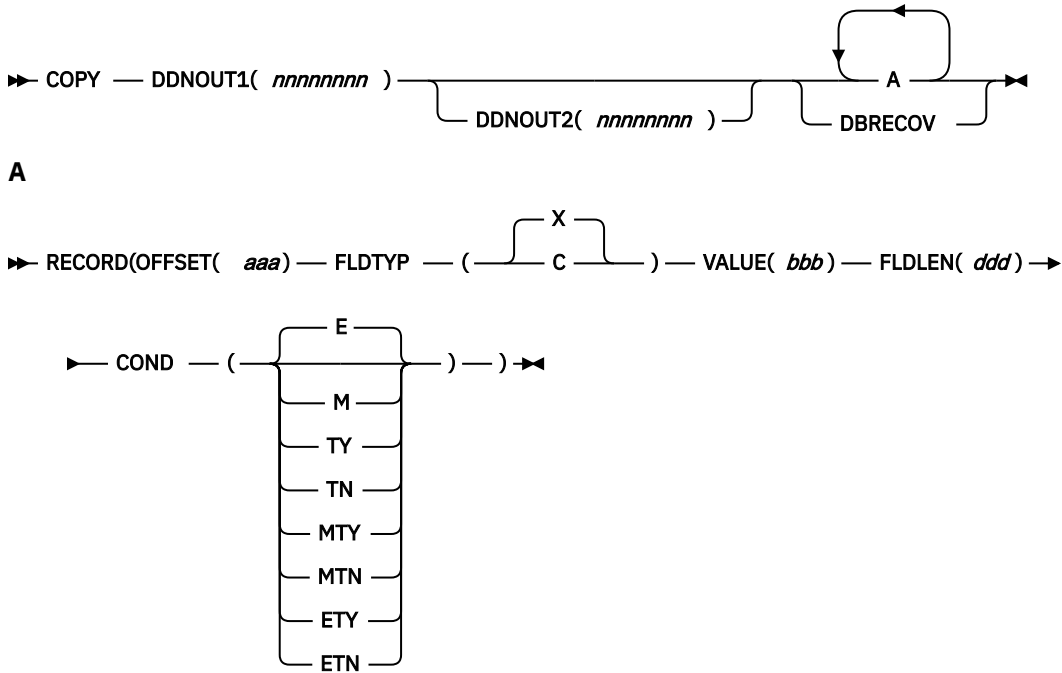 COPY DDNOUT1( nnnnnnnn ) A
DDNOUT2( nnnnnnnn ) DBRECOV
A
X
RECORD(OFFSET( aaa) FLDTYP ( C ) VALUE( bbb) FLDLEN( ddd)
E
COND ( ) )
M
TY
TN
MTY
MTN
ETY
ETN